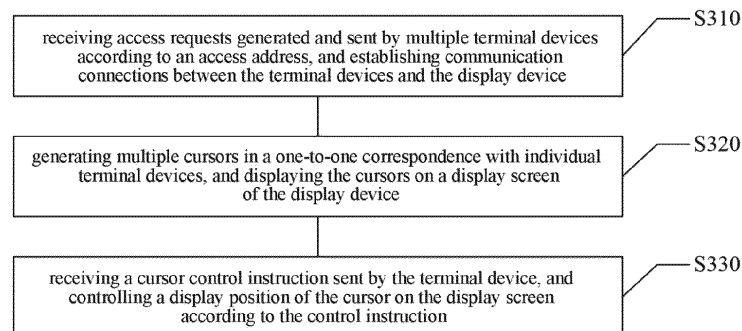 receiving access requests generated and sent by multiple terminal devices
according to an access address, and establishing communication
connections between the terminal devices and the display device
S310
generating multiple cursors in a one-to-one correspondence with individual
terminal devices, and displaying the cursors on a display screen
of the display device
S320
receiving a cursor control instruction sent by the terminal device, and
controlling a display position of the cursor on the display screen
according to the control instruction
S330